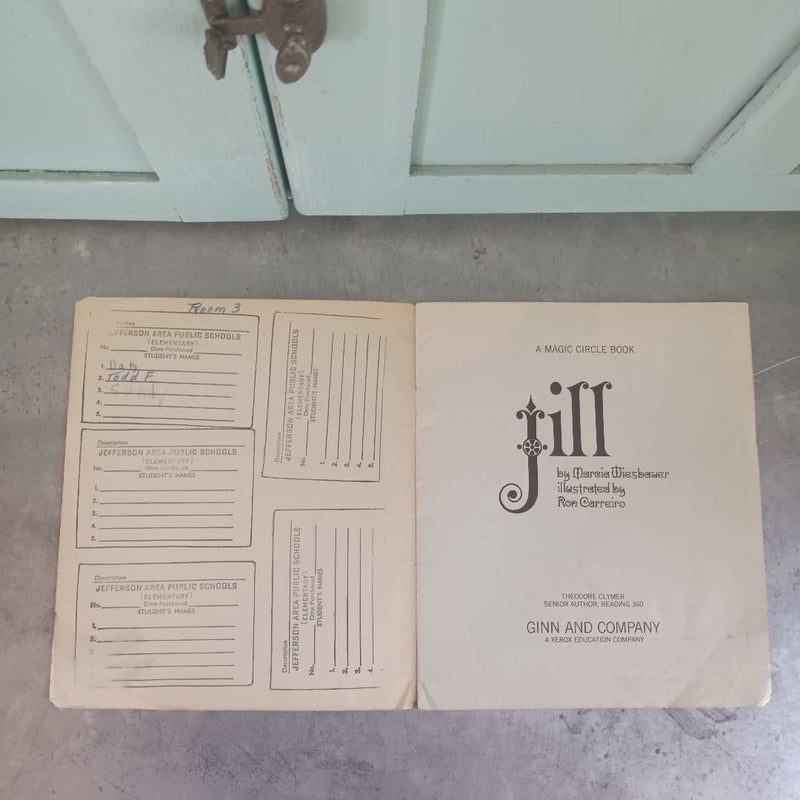 Room 3
JEFFERSON AREA PUBLIC SCHOOLS
(ELEMENTARY)
No. Date Purchased
STUDENT'S NAMES
1. Dan
2. Todd F.
3. Sandy
4.
5.
Description
JEFFERSON AREA PUBLIC SCHOOLS
(ELEMENTARY)
No. Date Purchased
STUDENT'S NAMES
1.
2.
3.
4.
5.
Description
JEFFERSON AREA PUBLIC SCHOOLS
(ELEMENTARY)
No. Date Purchased
STUDENT'S NAMES
1.
2.
Description
JEFFERSON AREA PUBLIC SCHOOLS
(ELEMENTARY)
No. Date Purchased
STUDENT'S NAMES
1.
2.
3.
4.
5.
Description
JEFFERSON AREA PUBLIC SCHOOLS
(ELEMENTARY)
No. Date Purchased
STUDENT'S NAMES
1.
2.
3.
4.
A MAGIC CIRCLE BOOK
jill
by Marcia Wiesbauer
illustrated by
Ron Carreiro
THEODORE CLYMER
SENIOR AUTHOR, READING 360
GINN AND COMPANY
A XEROX EDUCATION COMPANY